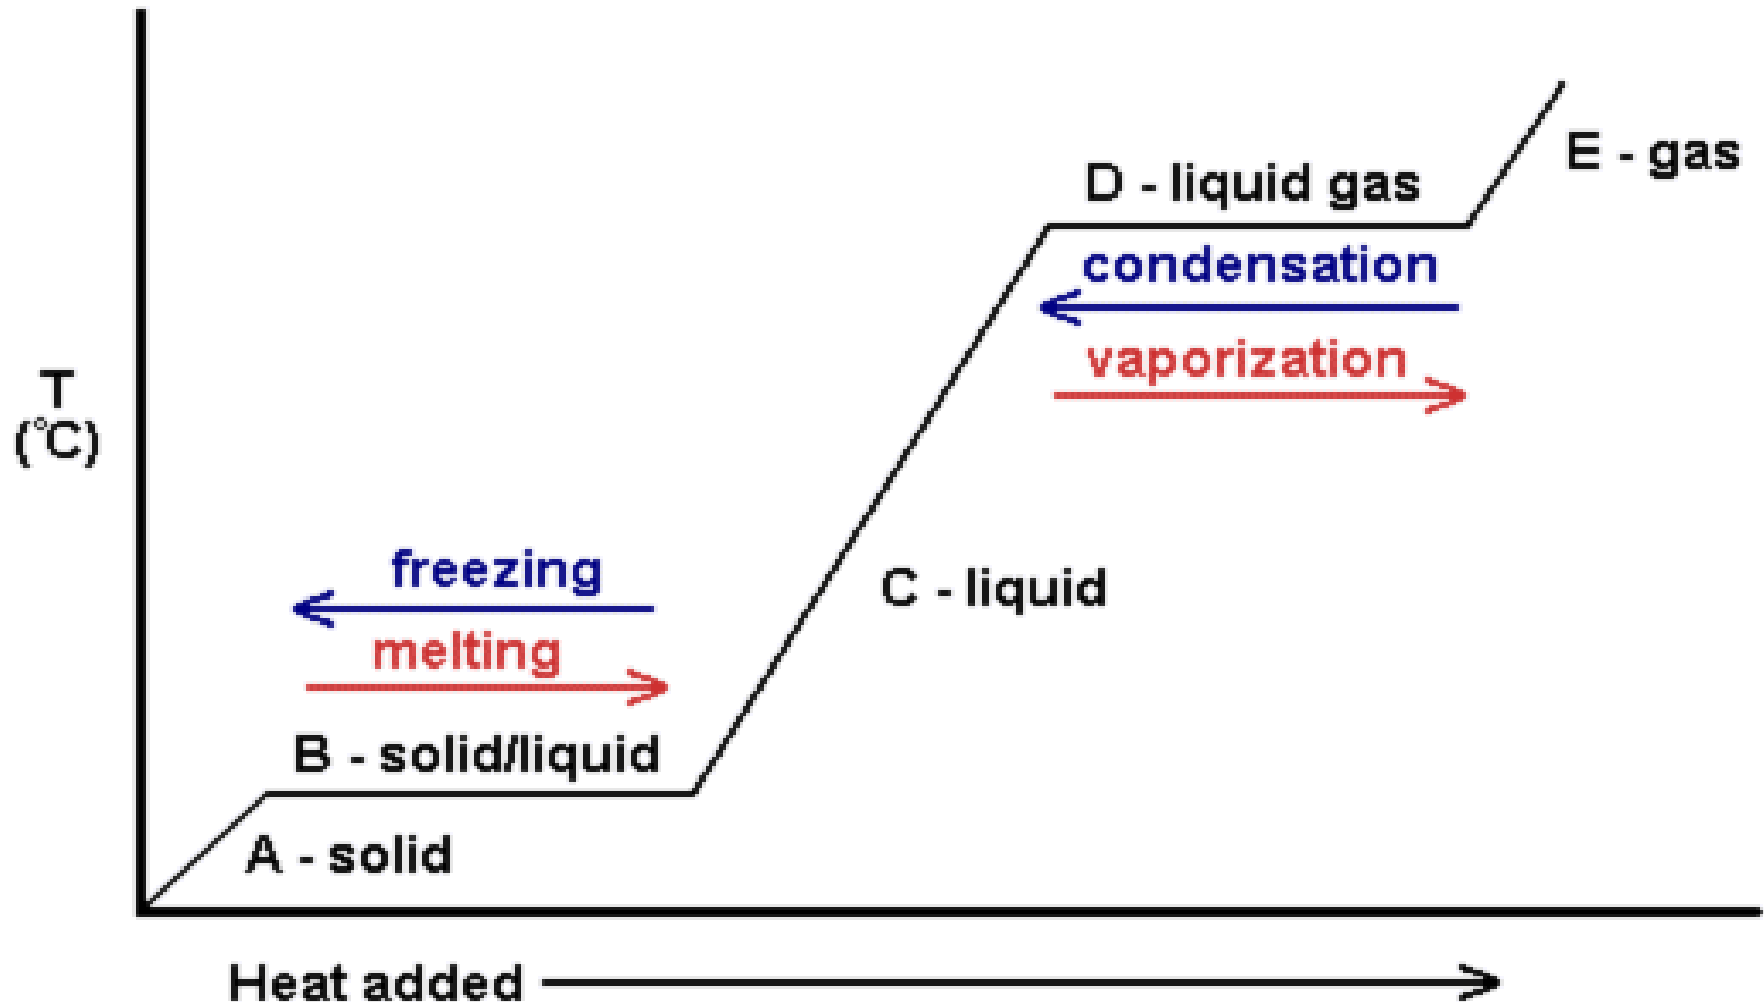 E - gas
D - liquid gas
condensation
vaporization
T
(°C)
freezing
C - liquid
melting
B - solid/liquid
A - solid
Heat added